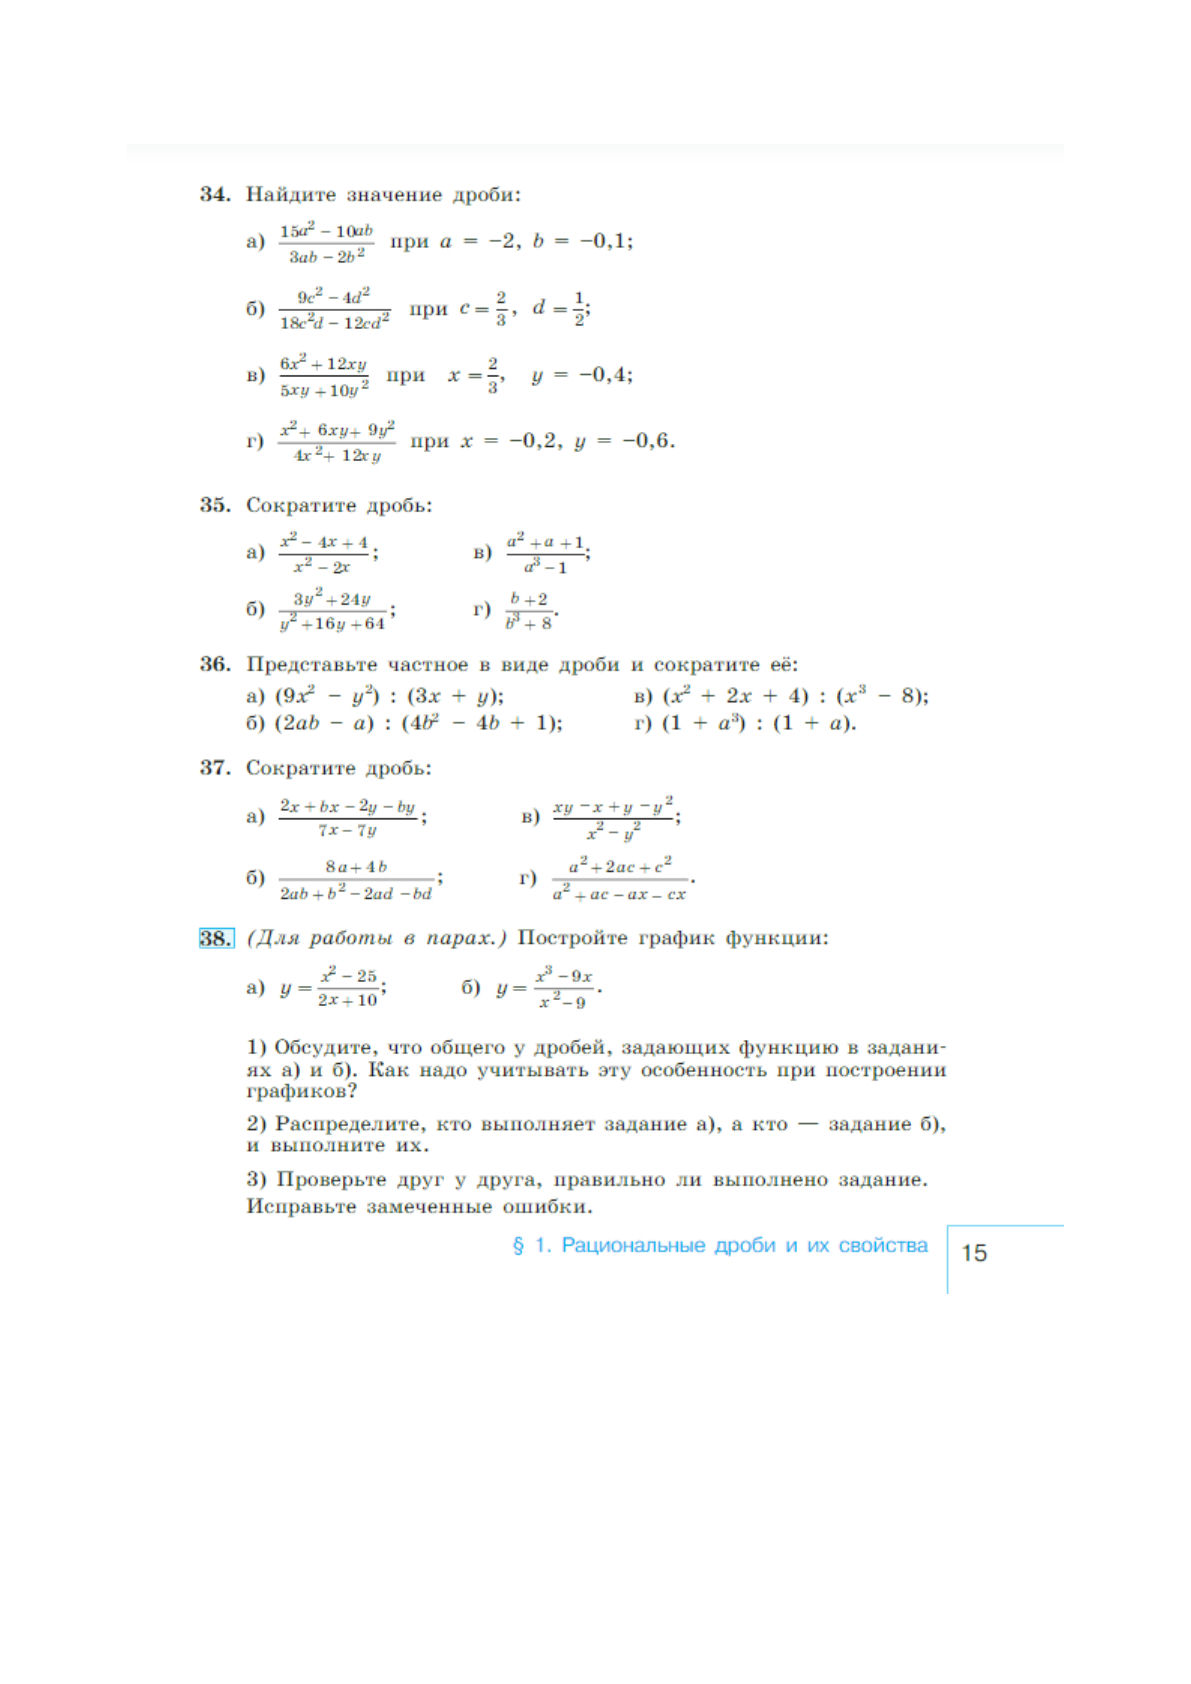 34. Найдите значение дроби:
а) \frac{15a^2 − 10ab}{3ab − 2b^2} при a = −2, b = −0,1;
б) \frac{9c^2 − 4d^2}{18c^2d − 12cd^2} при c = \frac{2}{3}, d = \frac{1}{2};
в) \frac{6x^2 + 12xy}{5xy + 10y^2} при x = \frac{2}{3}, y = −0,4;
г) \frac{x^2 + 6xy + 9y^2}{4x^2 + 12xy} при x = −0,2, y = −0,6.
35. Сократите дробь:
а) \frac{x^2 − 4x + 4}{x^2 − 2x}; в) \frac{a^2 + a + 1}{a^3 − 1};
б) \frac{3y^2 + 24y}{y^2 + 16y + 64}; г) \frac{b + 2}{b^3 + 8}.
36. Представьте частное в виде дроби и сократите её:
а) (9x² − y²) : (3x + y); в) (x² + 2x + 4) : (x³ − 8);
б) (2ab − a) : (4b² − 4b + 1); г) (1 + a³) : (1 + a).
37. Сократите дробь:
а) \frac{2x + bx − 2y − by}{7x − 7y}; в) \frac{xy − x + y − y^2}{x^2 − y^2};
б) \frac{8a + 4b}{2ab + b^2 − 2ad − bd}; г) \frac{a^2 + 2ac + c^2}{a^2 + ac − ax − cx}.
38. (Для работы в парах.) Постройте график функции:
а) y = \frac{x^2 − 25}{2x + 10}; б) y = \frac{x^3 − 9x}{x^2 − 9}.
1) Обсудите, что общего у дробей, задающих функцию в задани-
ях а) и б). Как надо учитывать эту особенность при построении
графиков?
2) Распределите, кто выполняет задание а), а кто — задание б),
и выполните их.
3) Проверьте друг у друга, правильно ли выполнено задание.
Исправьте замеченные ошибки.
§ 1. Рациональные дроби и их свойства 15